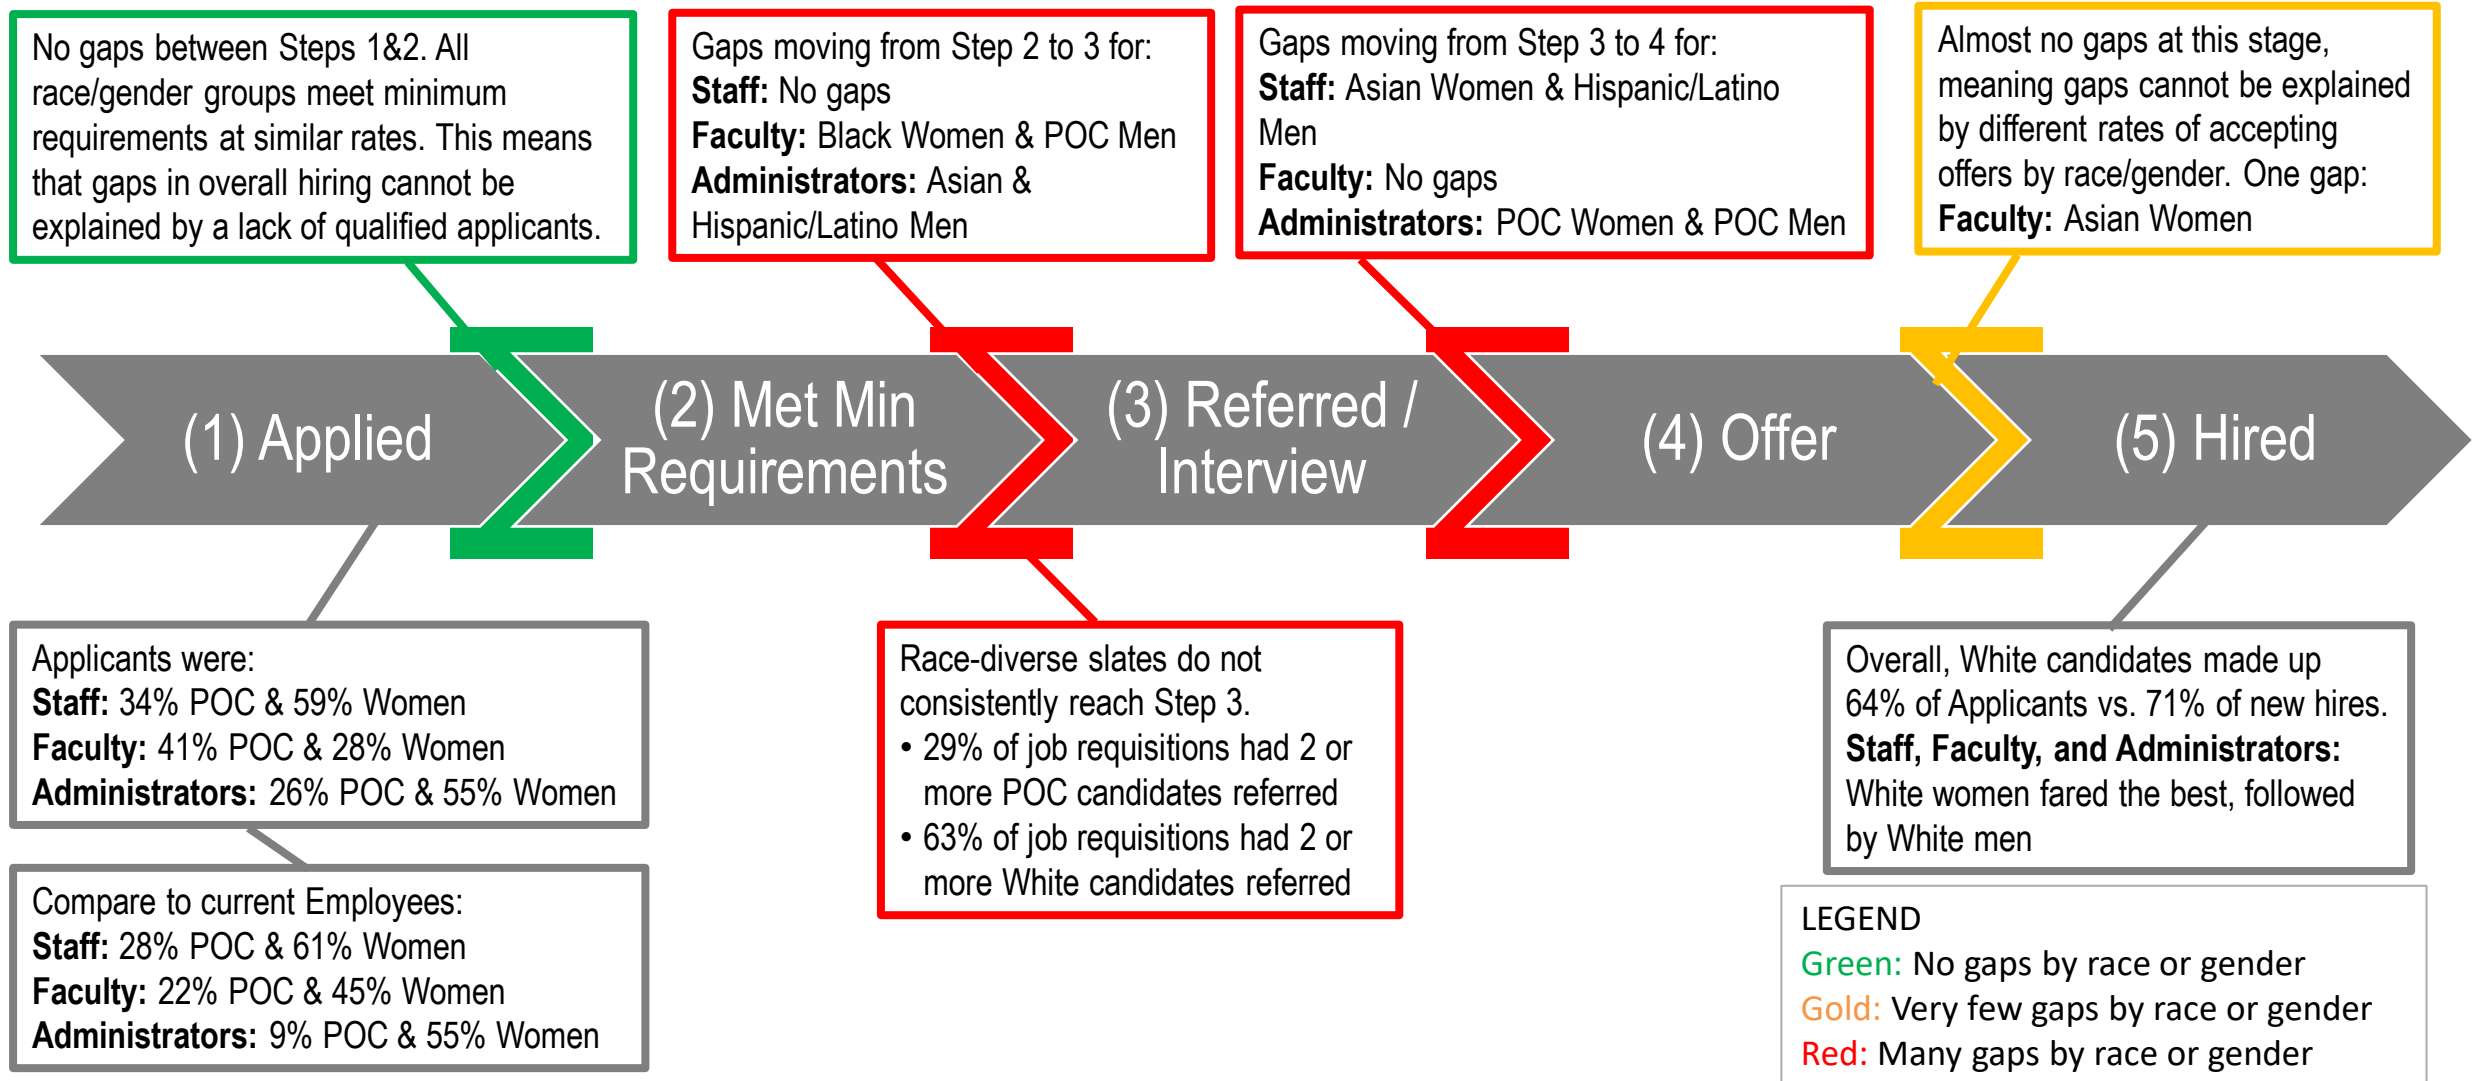 No gaps between Steps 1&2. All
race/gender groups meet minimum
requirements at similar rates. This means
that gaps in overall hiring cannot be
explained by a lack of qualified applicants.
Gaps moving from Step 2 to 3 for:
Staff: No gaps
Faculty: Black Women & POC Men
Administrators: Asian &
Hispanic/Latino Men
Gaps moving from Step 3 to 4 for:
Staff: Asian Women & Hispanic/Latino
Men
Faculty: No gaps
Administrators: POC Women & POC Men
Almost no gaps at this stage,
meaning gaps cannot be explained
by different rates of accepting
offers by race/gender. One gap:
Faculty: Asian Women
(1) Applied
(2) Met Min
Requirements
(3) Referred /
Interview
(4) Offer
(5) Hired
Applicants were:
Staff: 34% POC & 59% Women
Faculty: 41% POC & 28% Women
Administrators: 26% POC & 55% Women
Compare to current Employees:
Staff: 28% POC & 61% Women
Faculty: 22% POC & 45% Women
Administrators: 9% POC & 55% Women
Race-diverse slates do not
consistently reach Step 3.
• 29% of job requisitions had 2 or
more POC candidates referred
• 63% of job requisitions had 2 or
more White candidates referred
Overall, White candidates made up
64% of Applicants vs. 71% of new hires.
Staff, Faculty, and Administrators:
White women fared the best, followed
by White men
LEGEND
Green: No gaps by race or gender
Gold: Very few gaps by race or gender
Red: Many gaps by race or gender